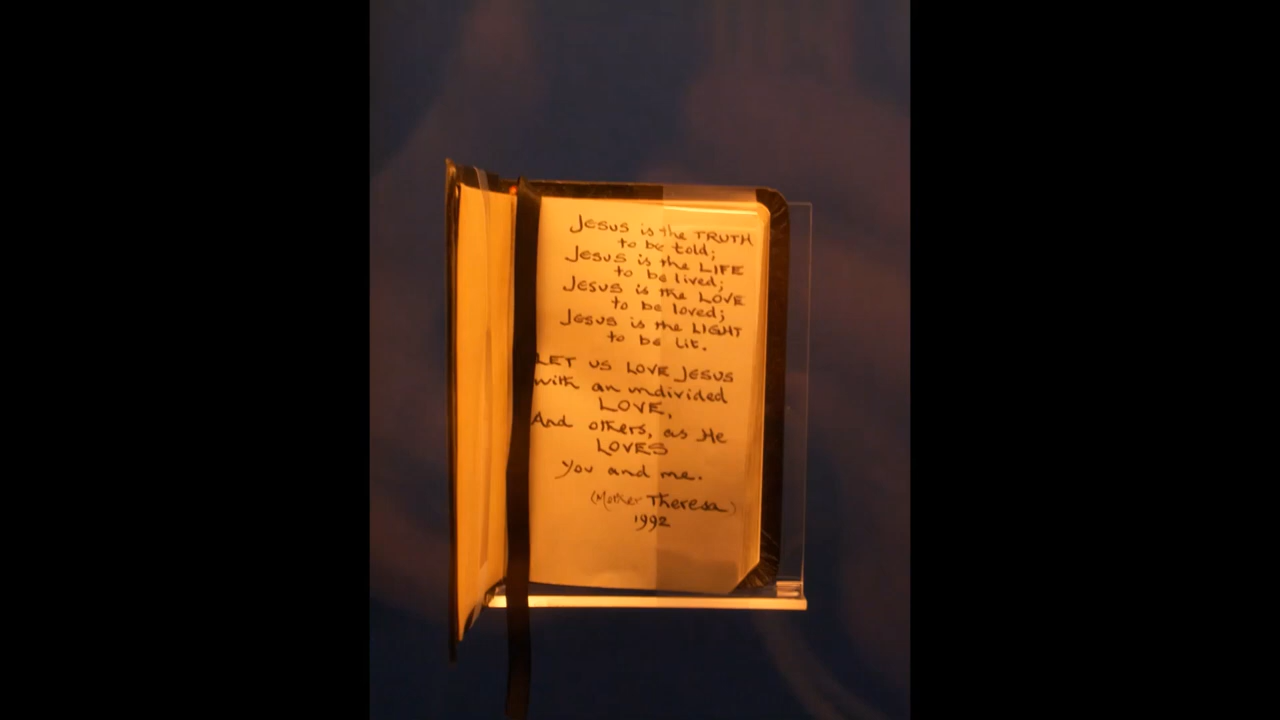 Jesus is the TRUTH
to be told;
Jesus is the LIFE
to be lived;
Jesus is the LOVE
to be loved;
Jesus is the LIGHT
to be lit.
LET US LOVE JESUS
with an undivided
LOVE,
And others, as He
LOVES
You and me.
(Mother Theresa)
1992